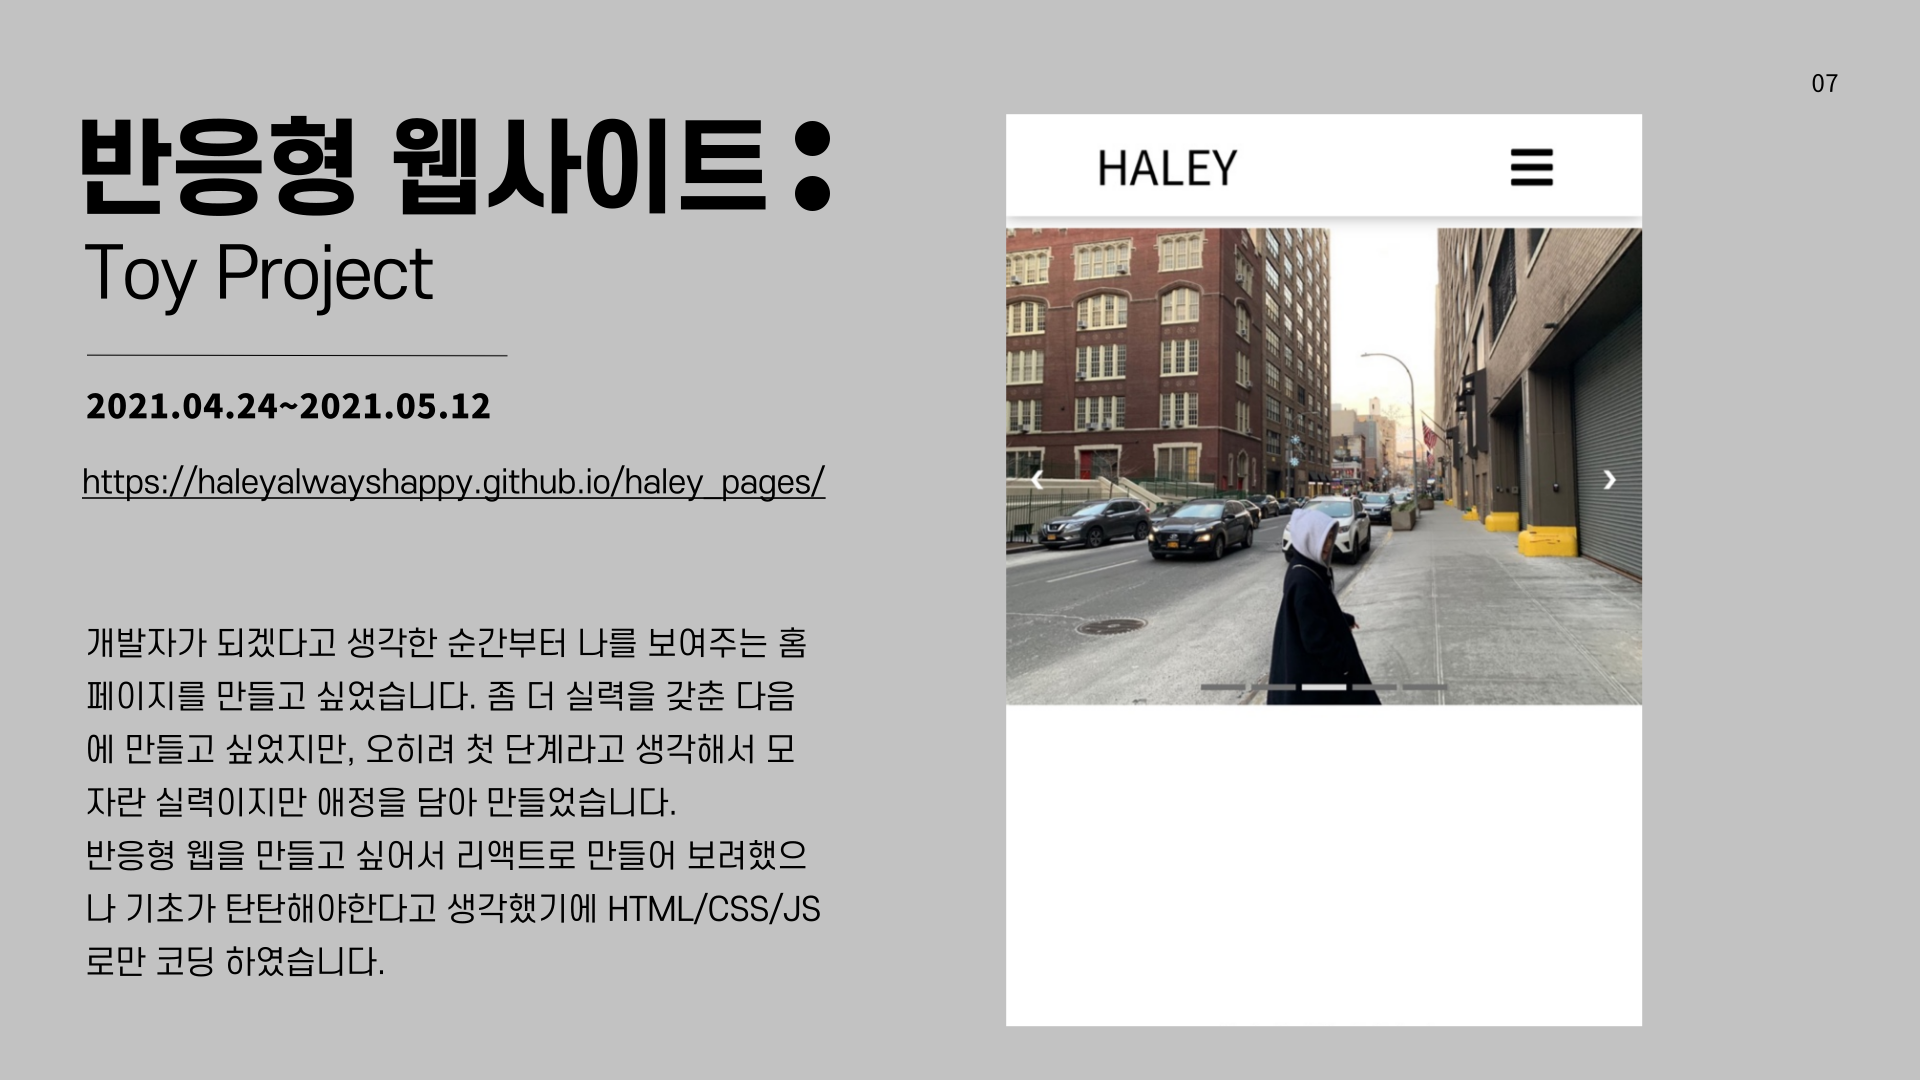 07
반응형 웹사이트:
Toy Project
2021.04.24~2021.05.12
https://haleyalwayshappy.github.io/haley_pages/
개발자가 되겠다고 생각한 순간부터 나를 보여주는 홈
페이지를 만들고 싶었습니다. 좀 더 실력을 갖춘 다음
에 만들고 싶었지만, 오히려 첫 단계라고 생각해서 모
자란 실력이지만 애정을 담아 만들었습니다.
반응형 웹을 만들고 싶어서 리액트로 만들어 보려했으
나 기초가 탄탄해야한다고 생각했기에 HTML/CSS/JS
로만 코딩 하였습니다.
HALEY